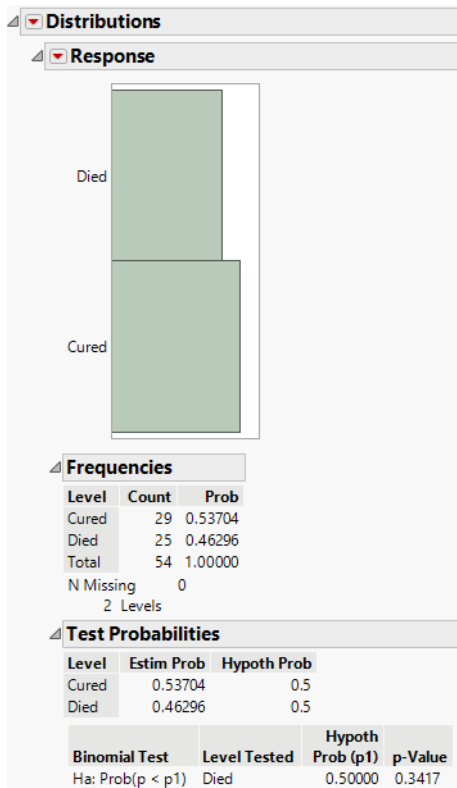 Distributions
Response
Died
Cured
Frequencies
Level Count Prob
Cured 29 0.53704
Died 25 0.46296
Total 54 1.00000
N Missing 0
2 Levels
Test Probabilities
Level Estim Prob Hypoth Prob
Cured 0.53704 0.5
Died 0.46296 0.5
Hypoth
Binomial Test Level Tested Prob (p1) p-Value
Ha: Prob(p < p1) Died 0.50000 0.3417